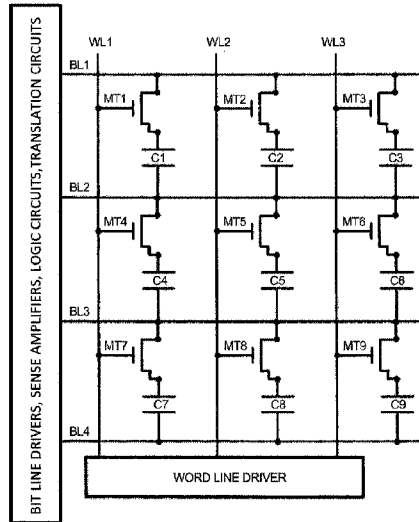 BIT LINE DRIVERS, SENSE AMPLIFIERS, LOGIC CIRCUITS,TRANSLATION CIRCUITS
WL1 WL2 WL3
BL1
MT1 MT2 MT3
C1 C2 C3
BL2
MT4 MT5 MT6
C4 C5 C6
BL3
MT7 MT8 MT9
C7 C8 C9
BL4
WORD LINE DRIVER